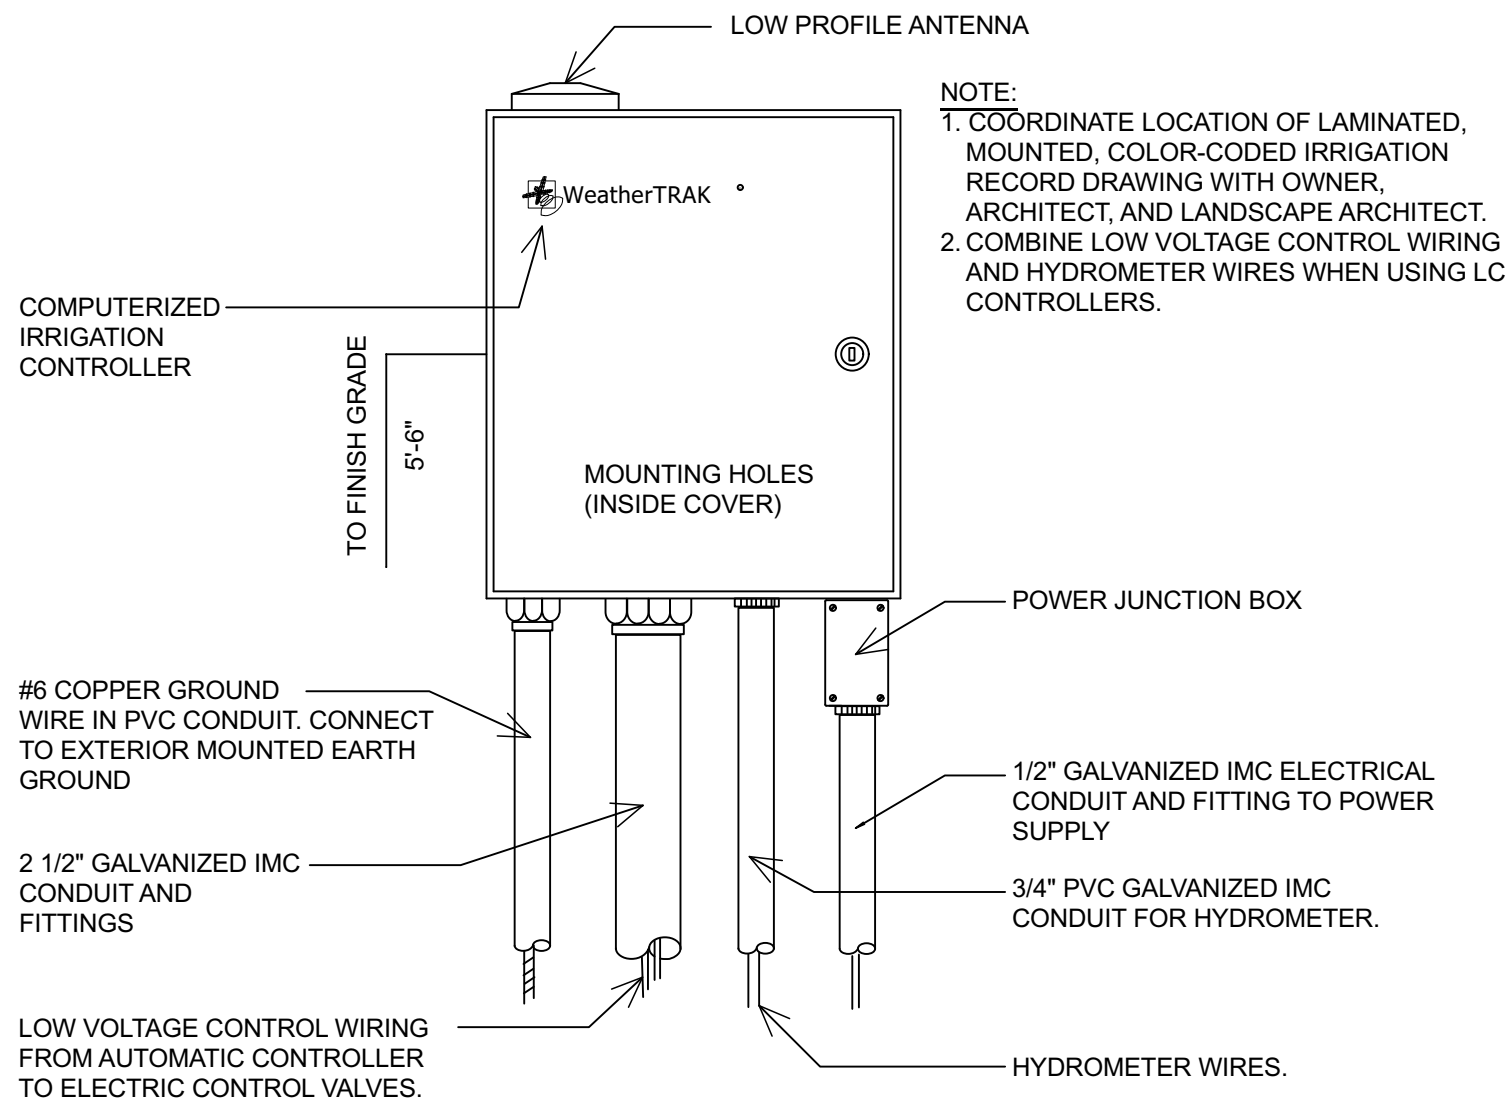 LOW PROFILE ANTENNA
NOTE:
1. COORDINATE LOCATION OF LAMINATED,
MOUNTED, COLOR-CODED IRRIGATION
RECORD DRAWING WITH OWNER,
ARCHITECT, AND LANDSCAPE ARCHITECT.
2. COMBINE LOW VOLTAGE CONTROL WIRING
AND HYDROMETER WIRES WHEN USING LC
CONTROLLERS.
WeatherTRAK
COMPUTERIZED
IRRIGATION
CONTROLLER
TO FINISH GRADE
5'-6"
MOUNTING HOLES
(INSIDE COVER)
POWER JUNCTION BOX
#6 COPPER GROUND
WIRE IN PVC CONDUIT. CONNECT
TO EXTERIOR MOUNTED EARTH
GROUND
1/2" GALVANIZED IMC ELECTRICAL
CONDUIT AND FITTING TO POWER
SUPPLY
2 1/2" GALVANIZED IMC
CONDUIT AND
FITTINGS
3/4" PVC GALVANIZED IMC
CONDUIT FOR HYDROMETER.
LOW VOLTAGE CONTROL WIRING
FROM AUTOMATIC CONTROLLER
TO ELECTRIC CONTROL VALVES.
HYDROMETER WIRES.